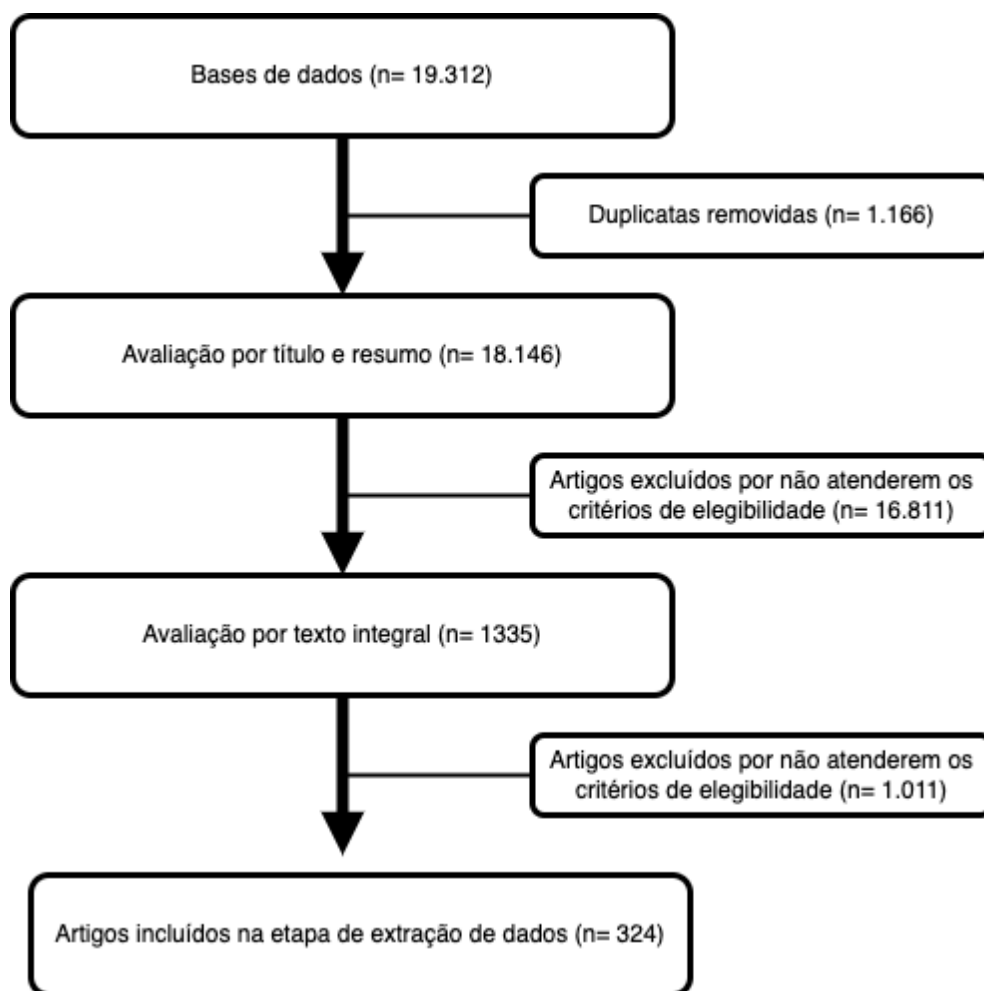 Bases de dados (n= 19.312)
Duplicatas removidas (n= 1.166)
Avaliação por título e resumo (n= 18.146)
Artigos excluídos por não atenderem os
critérios de elegibilidade (n= 16.811)
Avaliação por texto integral (n= 1335)
Artigos excluídos por não atenderem os
critérios de elegibilidade (n= 1.011)
Artigos incluídos na etapa de extração de dados (n= 324)